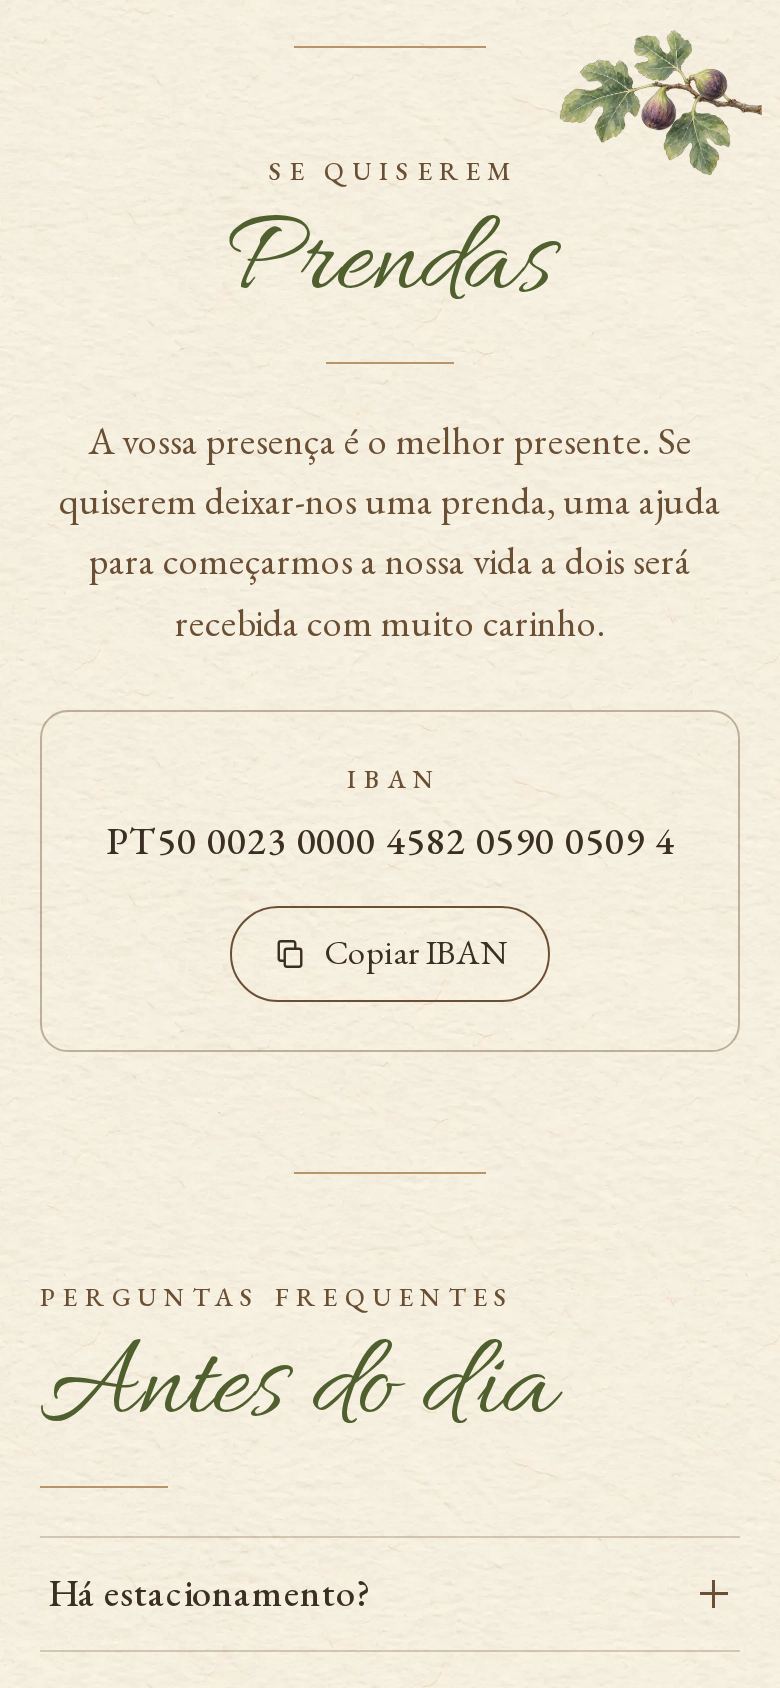 SE QUISEREM
Prendas
A vossa presença é o melhor presente. Se
quiserem deixar-nos uma prenda, uma ajuda
para começarmos a nossa vida a dois será
recebida com muito carinho.
IBAN
PT50 0023 0000 4582 0590 0509 4
Copiar IBAN
PERGUNTAS FREQUENTES
Antes do dia
Há estacionamento?